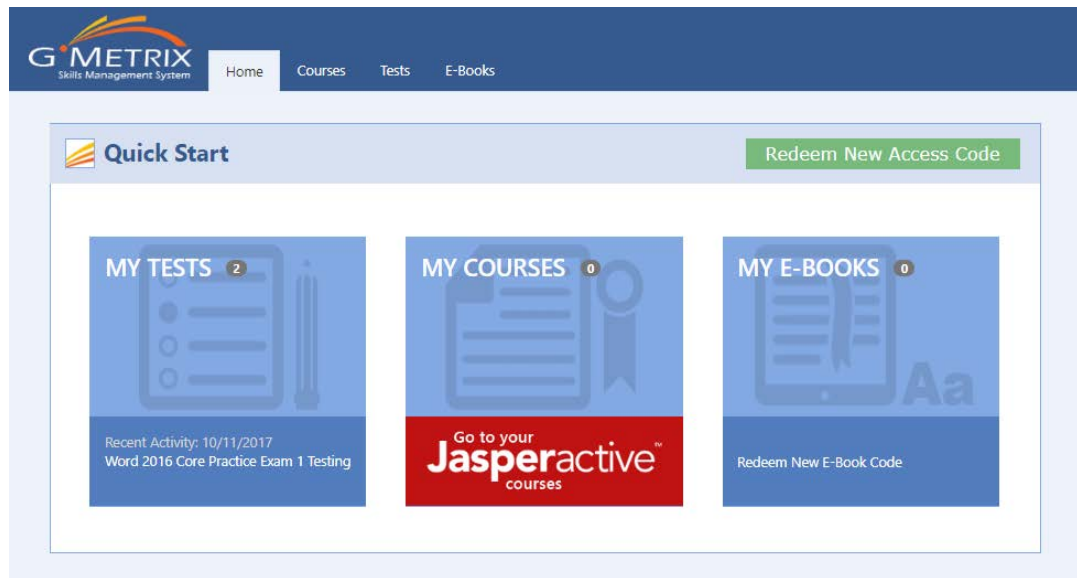 GMETRIX
Skills Management System
Home Courses Tests E-Books
Quick Start
Redeem New Access Code
MY TESTS 2
MY COURSES 0
MY E-BOOKS 0
Aa
Recent Activity: 10/11/2017
Word 2016 Core Practice Exam 1 Testing
Go to your
Jasperactive™
courses
Redeem New E-Book Code